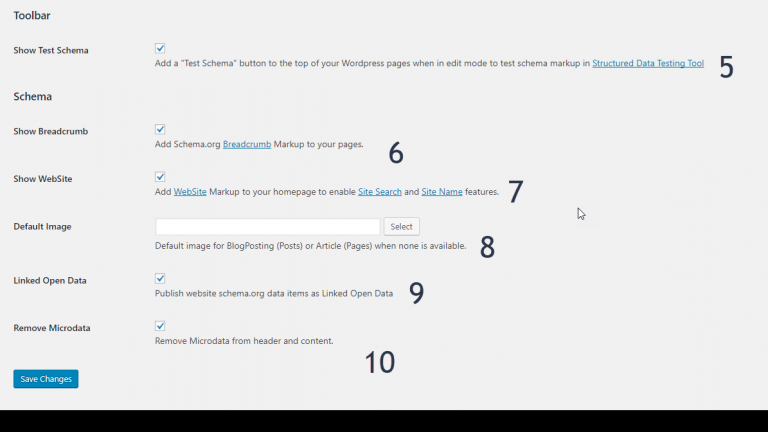 Toolbar
Show Test Schema
Add a "Test Schema" button to the top of your Wordpress pages when in edit mode to test schema markup in Structured Data Testing Tool
5
Schema
Show Breadcrumb
Add Schema.org Breadcrumb Markup to your pages.
6
Show WebSite
Add WebSite Markup to your homepage to enable Site Search and Site Name features.
7
Default Image
Select
Default image for BlogPosting (Posts) or Article (Pages) when none is available.
8
Linked Open Data
Publish website schema.org data items as Linked Open Data
9
Remove Microdata
Remove Microdata from header and content.
10
Save Changes